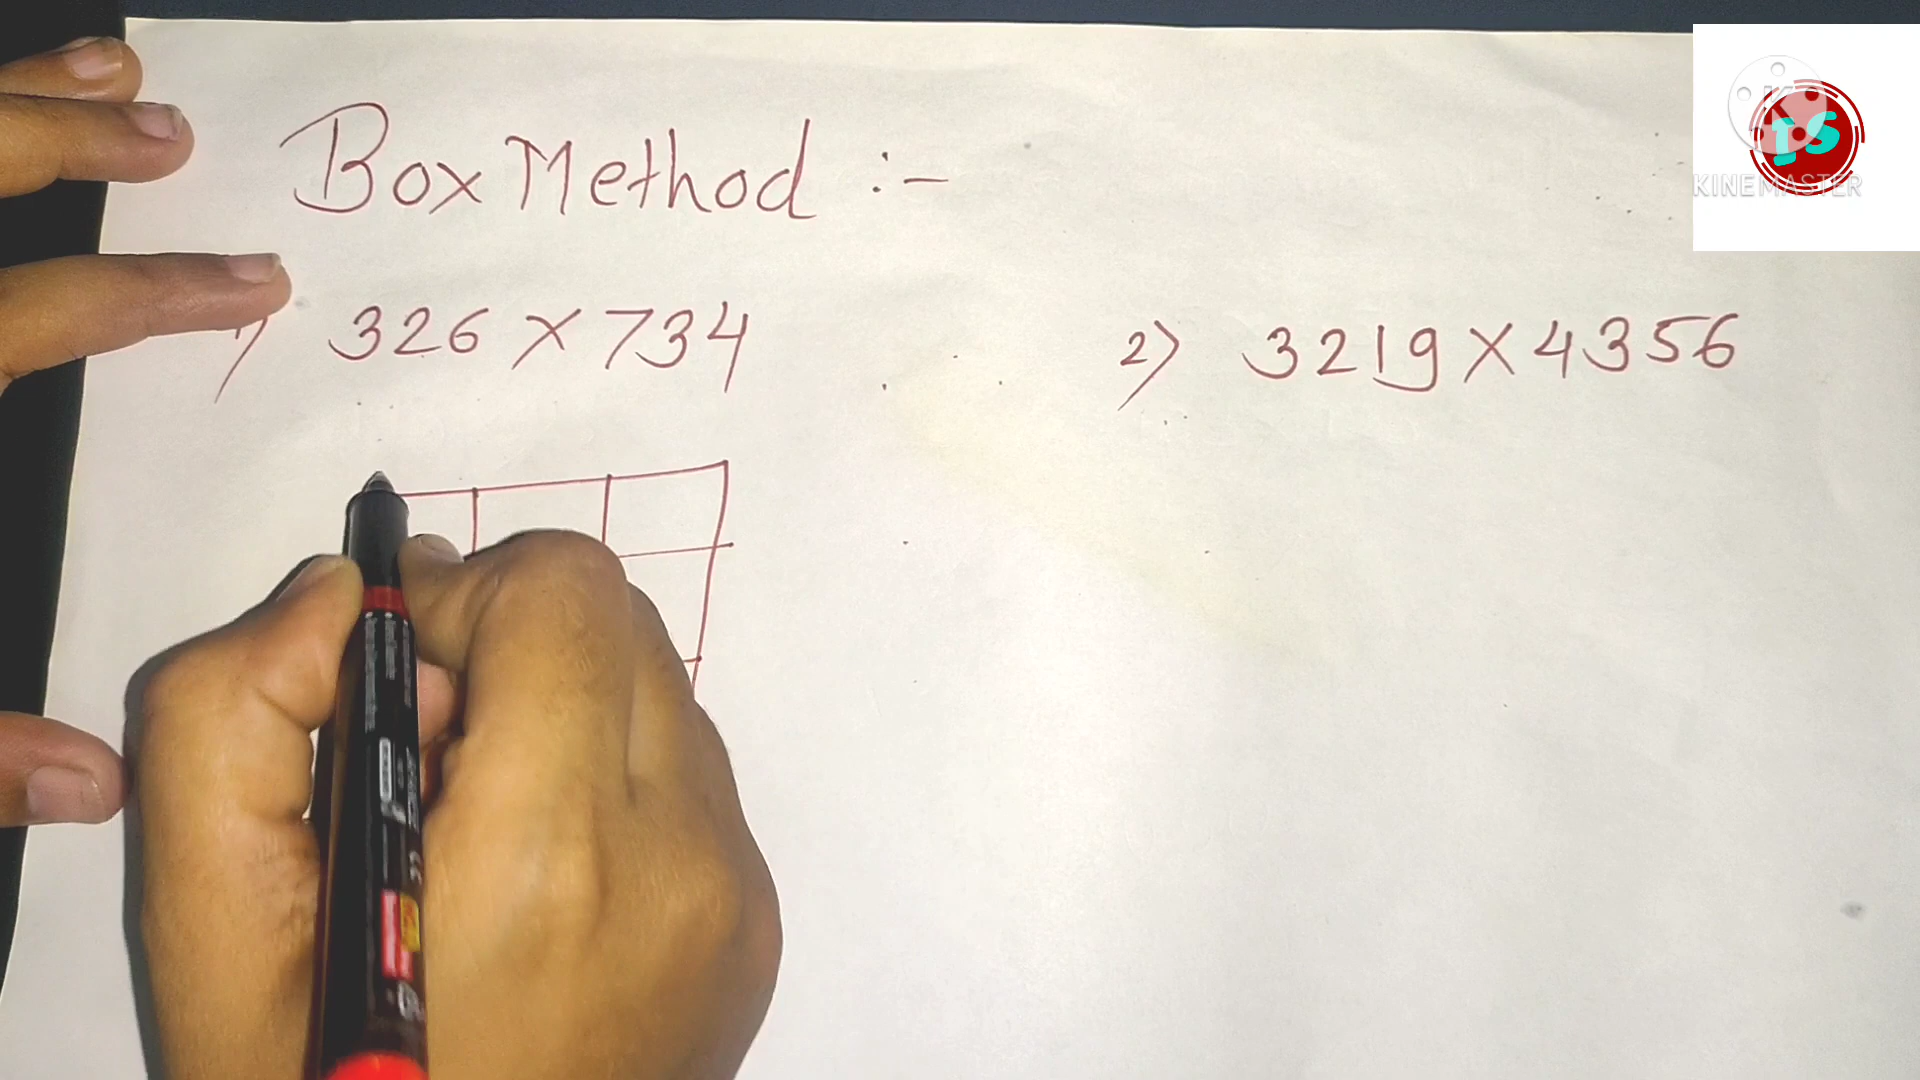 Box Method :-
1) 326 × 734
2) 3219 × 4356
KINEMASTER